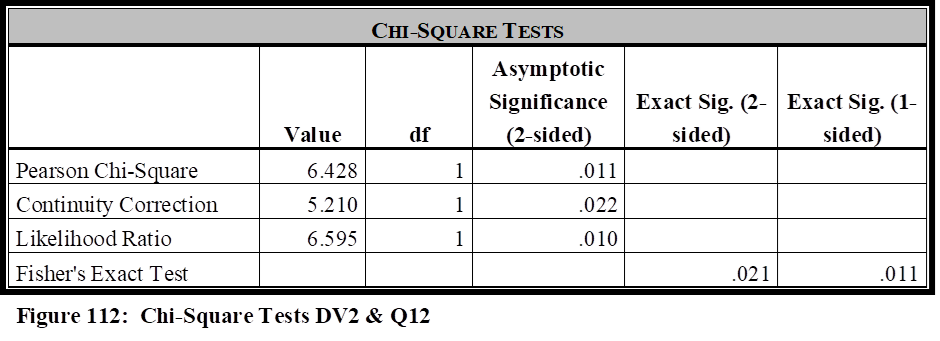 CHI-SQUARE TESTS
Value df Asymptotic Significance (2-sided) Exact Sig. (2-sided) Exact Sig. (1-sided)
Pearson Chi-Square 6.428 1 .011
Continuity Correction 5.210 1 .022
Likelihood Ratio 6.595 1 .010
Fisher's Exact Test .021 .011
Figure 112: Chi-Square Tests DV2 & Q12